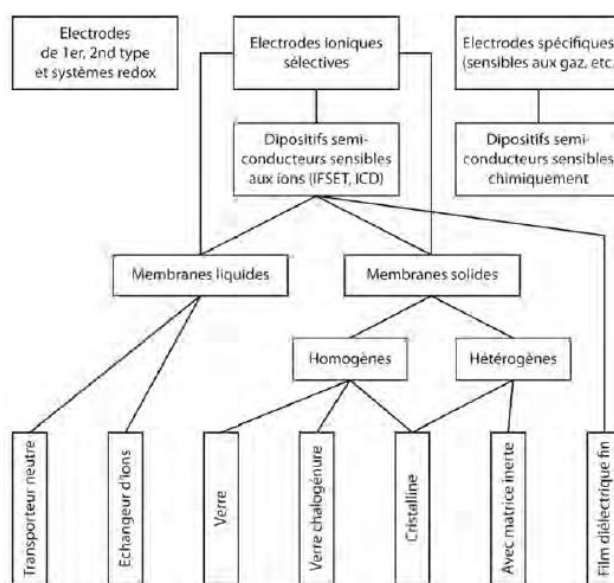 Electrodes
de 1er, 2nd type
et systèmes redox
Electrodes ioniques
sélectives
Electrodes spécifiques
(sensibles aux gaz, etc.
Dipositifs semi-
conducteurs sensibles
aux ions (IFSET, ICD)
Dipositifs semi-
conducteurs sensibles
chimiquement
Membranes liquides
Membranes solides
Homogènes
Hétérogènes
Transporteur neutre
Echangeur d'ions
Verre
Verre chalogénure
Cristalline
Avec matrice inerte
Film diélectrique fin